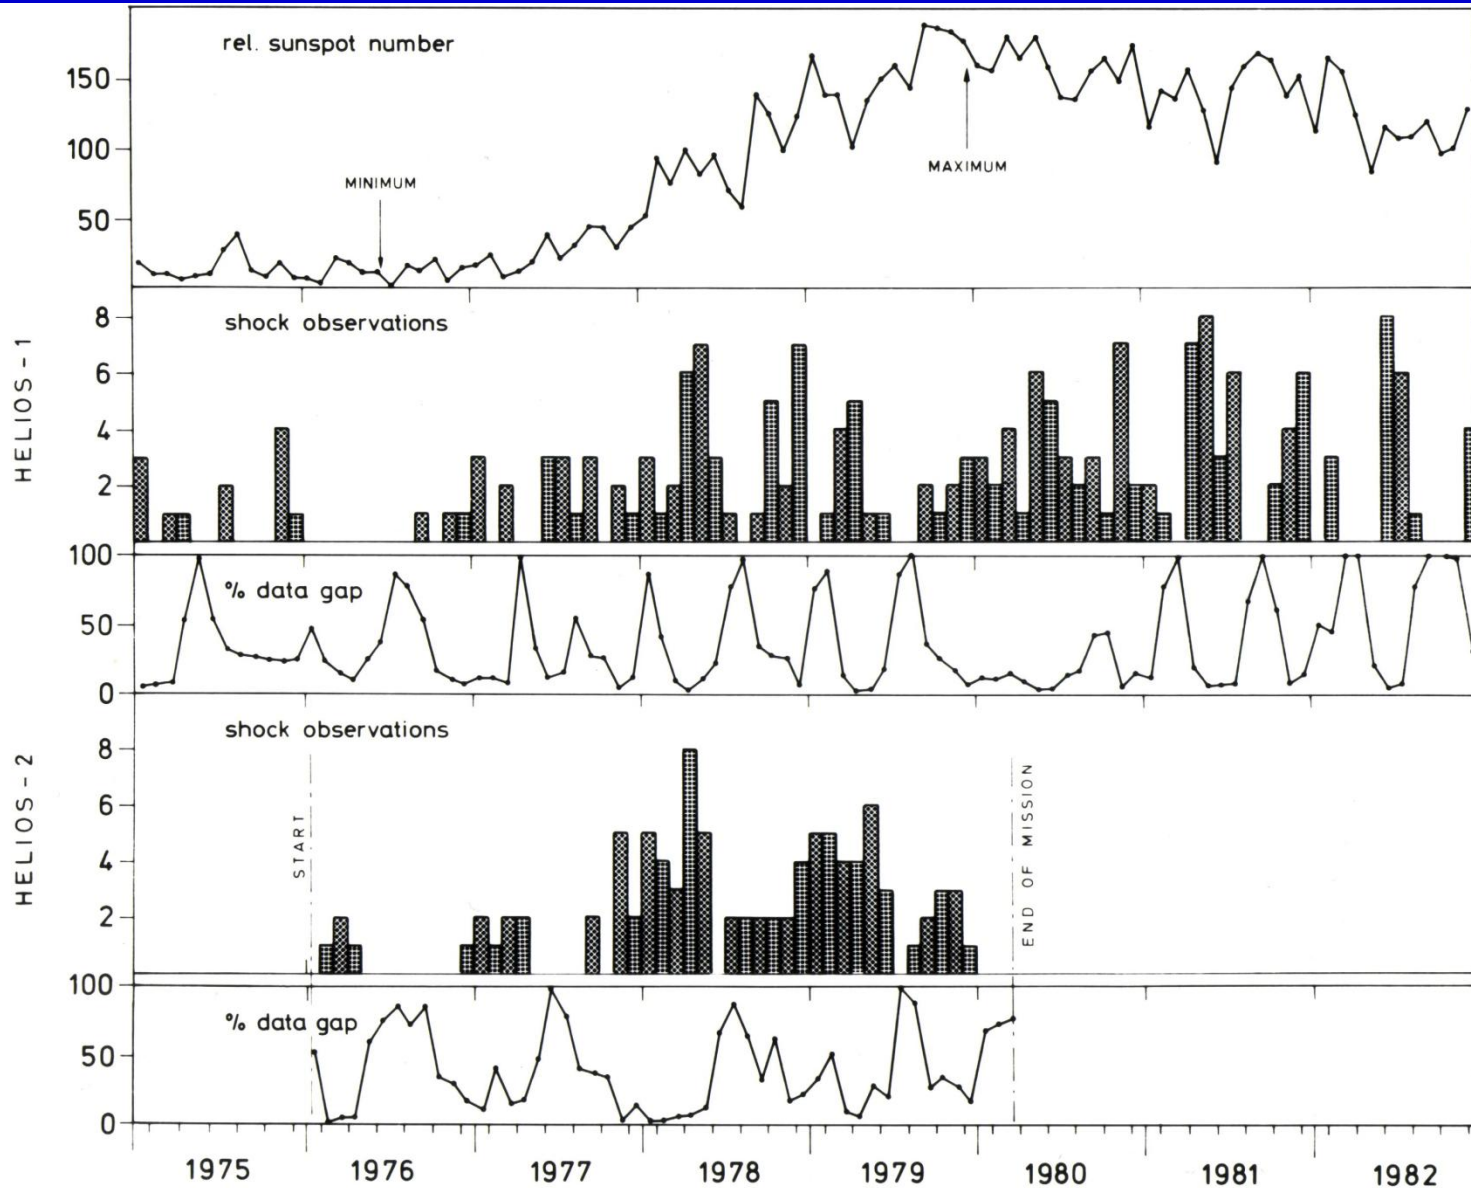 rel. sunspot number
150
100
50
MINIMUM
MAXIMUM
HELIOS - 1
shock observations
8
6
4
2
100
50
0
% data gap
HELIOS - 2
shock observations
8
6
4
2
START
END OF MISSION
100
50
0
% data gap
1975 1976 1977 1978 1979 1980 1981 1982